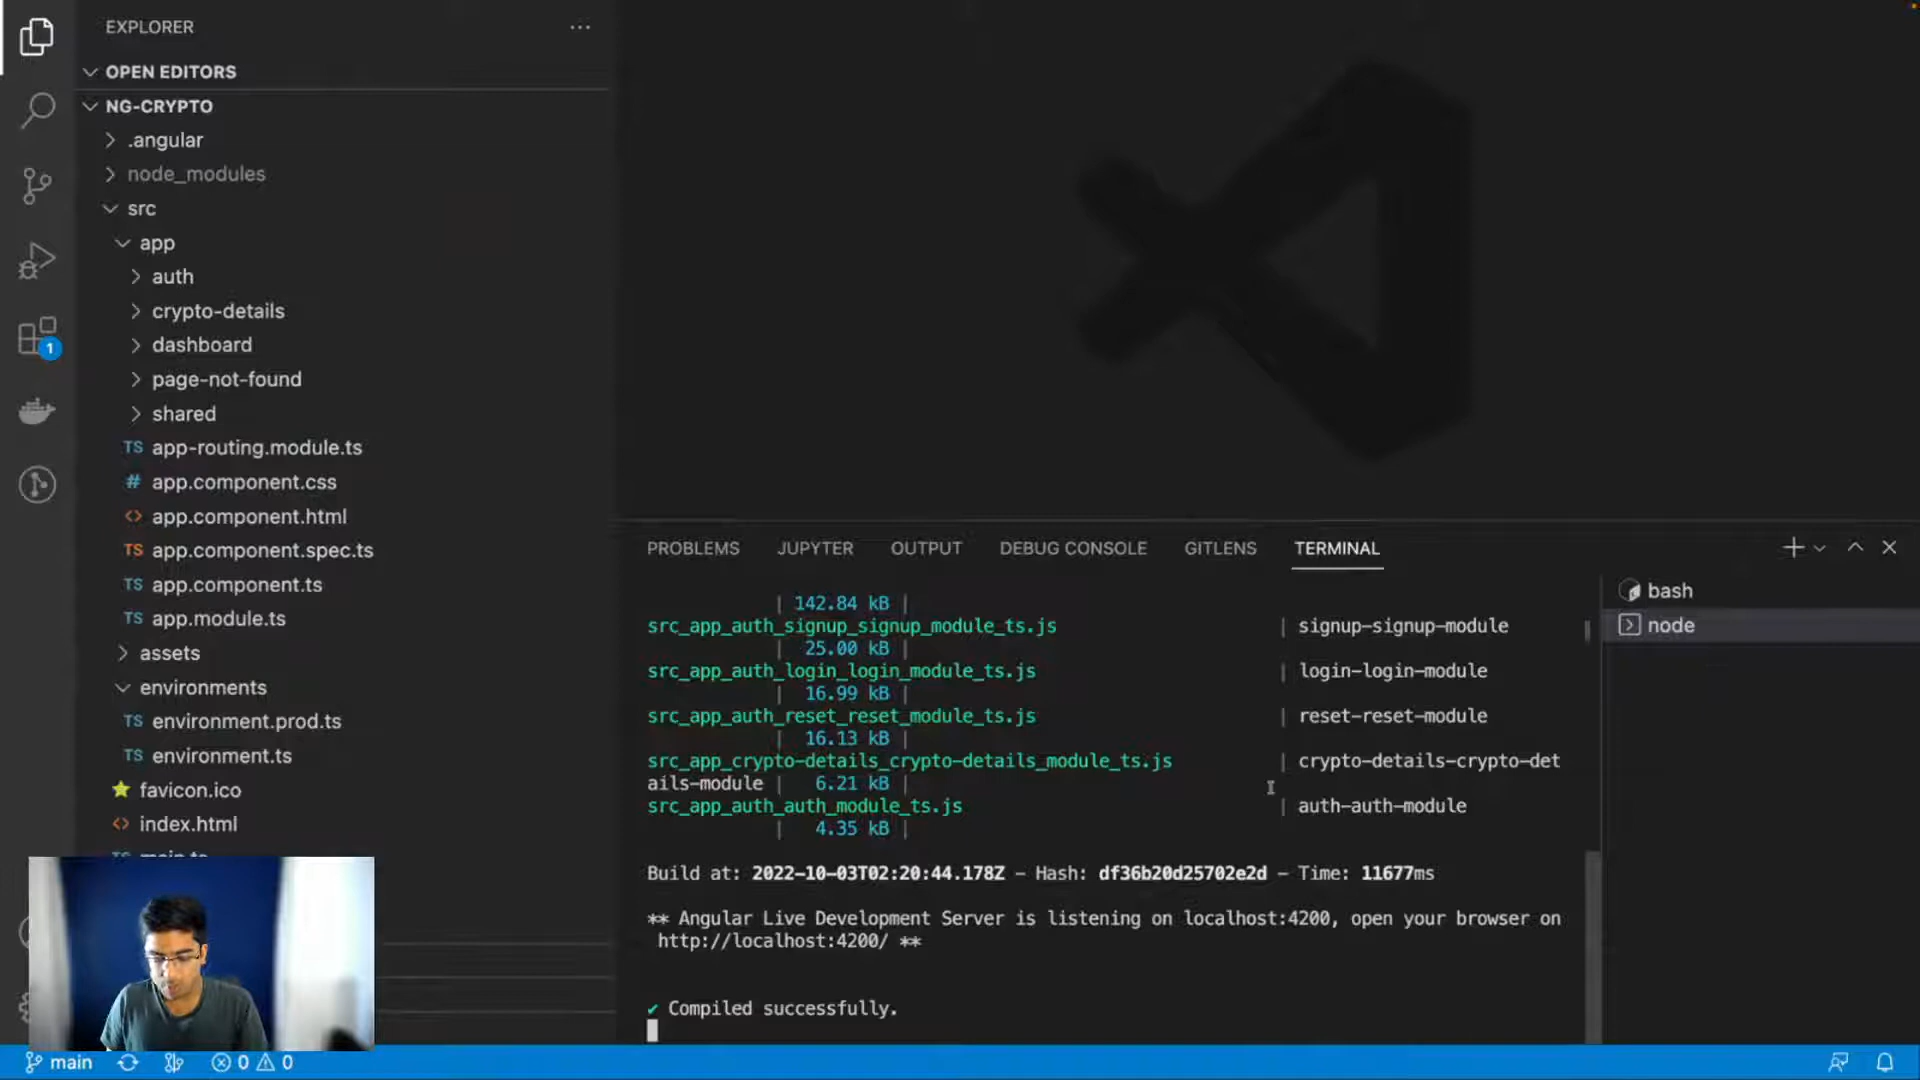 EXPLORER
OPEN EDITORS
NG-CRYPTO
.angular
node_modules
src
app
auth
crypto-details
dashboard
page-not-found
shared
TS app-routing.module.ts
# app.component.css
<> app.component.html
TS app.component.spec.ts
TS app.component.ts
TS app.module.ts
assets
environments
TS environment.prod.ts
TS environment.ts
favicon.ico
<> index.html
1
PROBLEMS JUPYTER OUTPUT DEBUG CONSOLE GITLENS TERMINAL
| 142.84 kB |
src_app_auth_signup_signup_module_ts.js | signup-signup-module
| 25.00 kB |
src_app_auth_login_login_module_ts.js | login-login-module
| 16.99 kB |
src_app_auth_reset_reset_module_ts.js | reset-reset-module
| 16.13 kB |
src_app_crypto-details_crypto-details_module_ts.js | crypto-details-crypto-det
ails-module | 6.21 kB |
src_app_auth_auth_module_ts.js | auth-auth-module
| 4.35 kB |
Build at: 2022-10-03T02:20:44.178Z - Hash: df36b20d25702e2d - Time: 11677ms
** Angular Live Development Server is listening on localhost:4200, open your browser on
http://localhost:4200/ **
✔ Compiled successfully.
bash
node
main 0 0